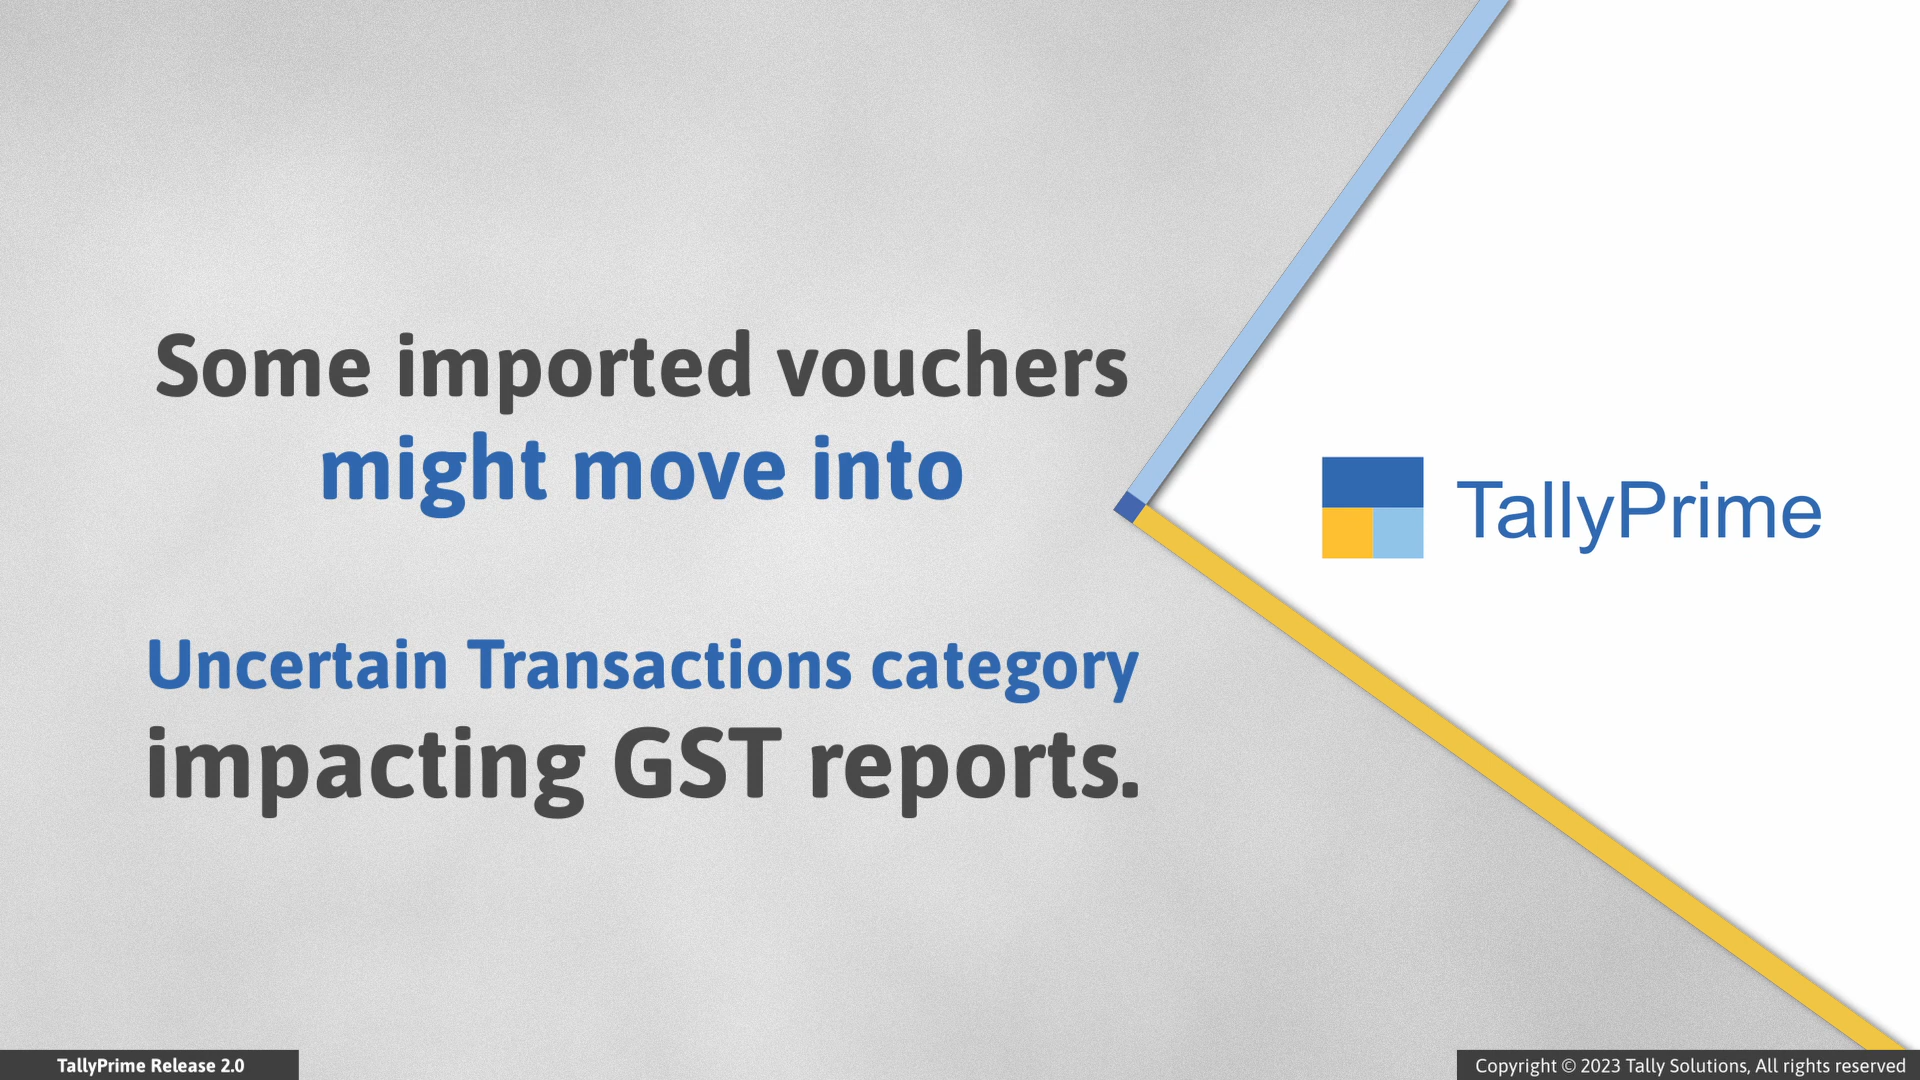 Some imported vouchers
might move into
Uncertain Transactions category
impacting GST reports.
TallyPrime
TallyPrime Release 2.0
Copyright © 2023 Tally Solutions, All rights reserved